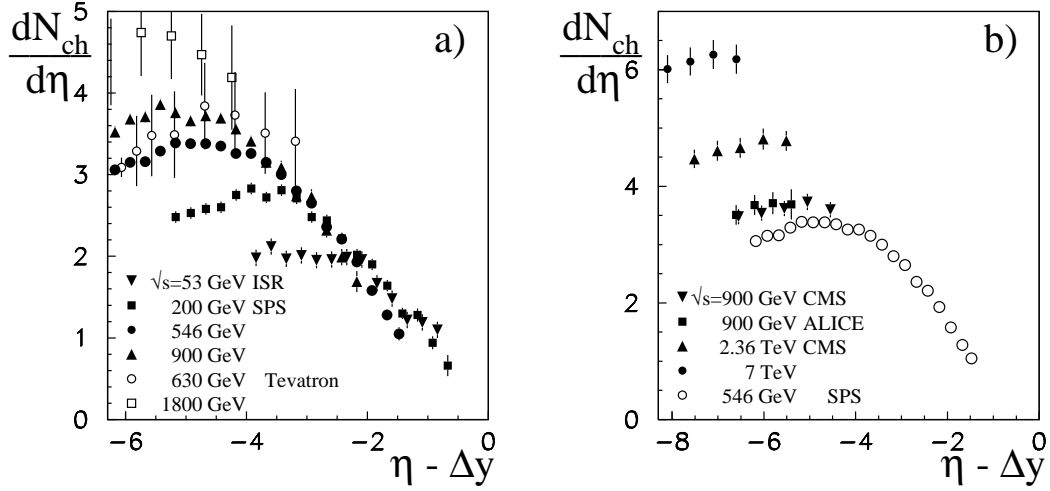 dN_ch
dη
5
4
3
2
1
0
a)
√s=53 GeV ISR
200 GeV SPS
546 GeV
900 GeV
630 GeV Tevatron
1800 GeV
−6 −4 −2 0
η - Δy
dN_ch
dη
6
4
2
0
b)
√s=900 GeV CMS
900 GeV ALICE
2.36 TeV CMS
7 TeV
546 GeV SPS
−8 −6 −4 −2 0
η - Δy